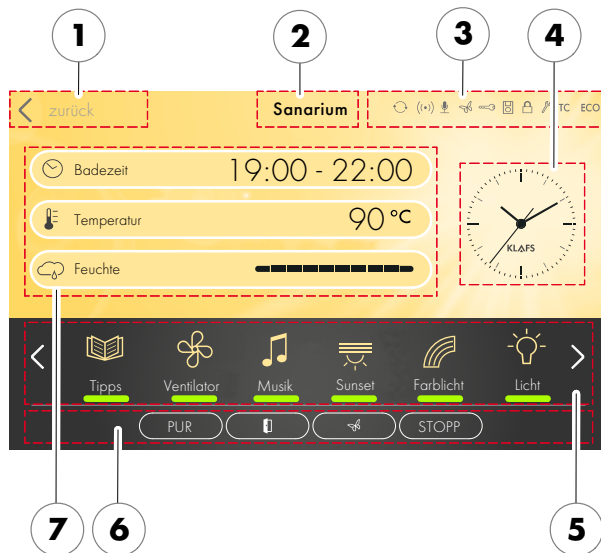 1
2
3
4
zurück
Sanarium
TC ECO
Badezeit 19:00 - 22:00
Temperatur 90 °C
Feuchte
KLAFS
Tipps Ventilator Musik Sunset Farblicht Licht
PUR STOPP
7
6
5